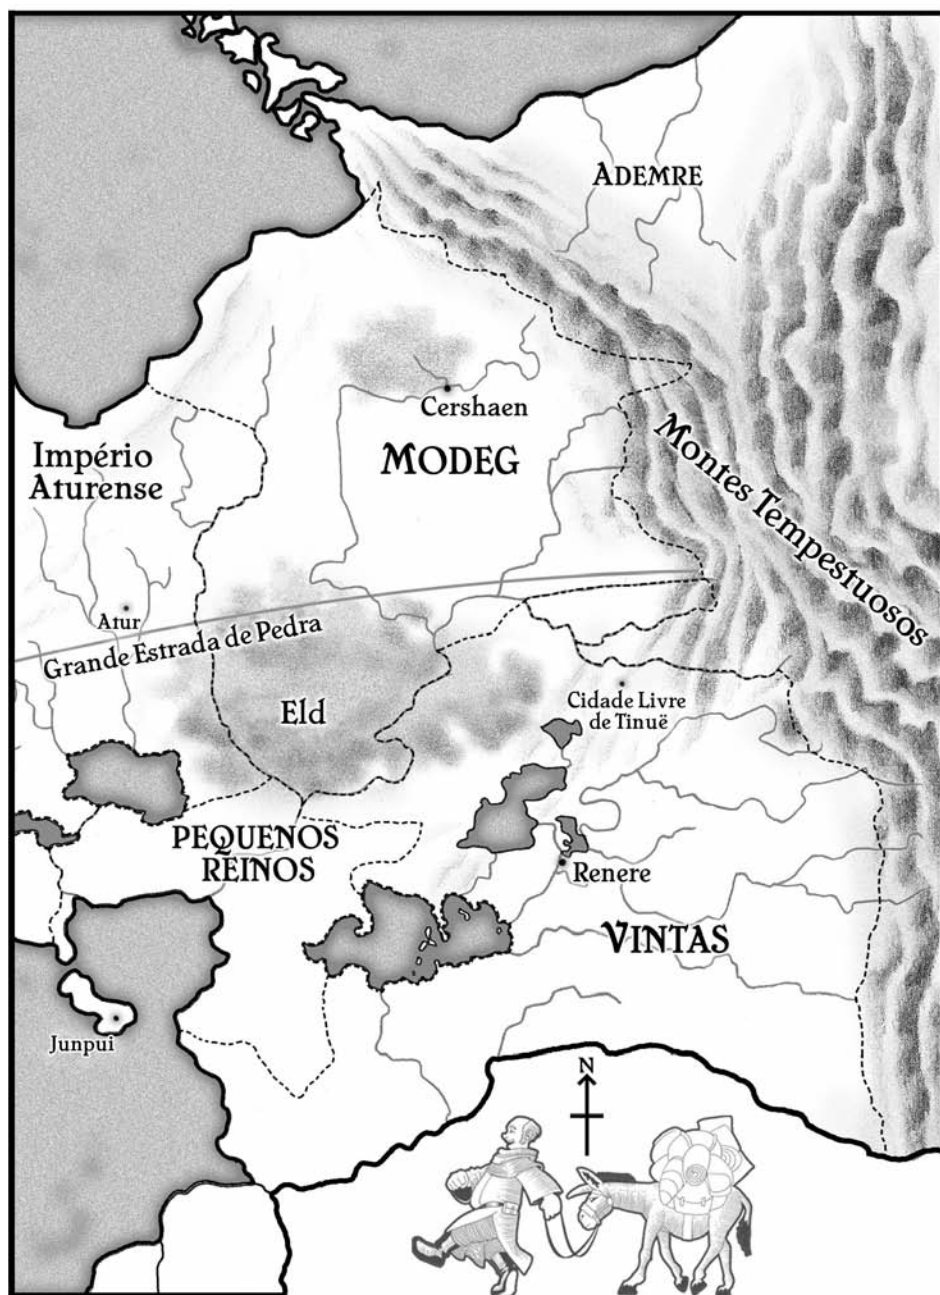 ADEMRE
Cershaen
MODEG
Império
Aturense
Montes Tempestuosos
Atur
Grande Estrada de Pedra
Eld
Cidade Livre
de Tinuë
PEQUENOS
REINOS
Renere
VINTAS
Junpui
N